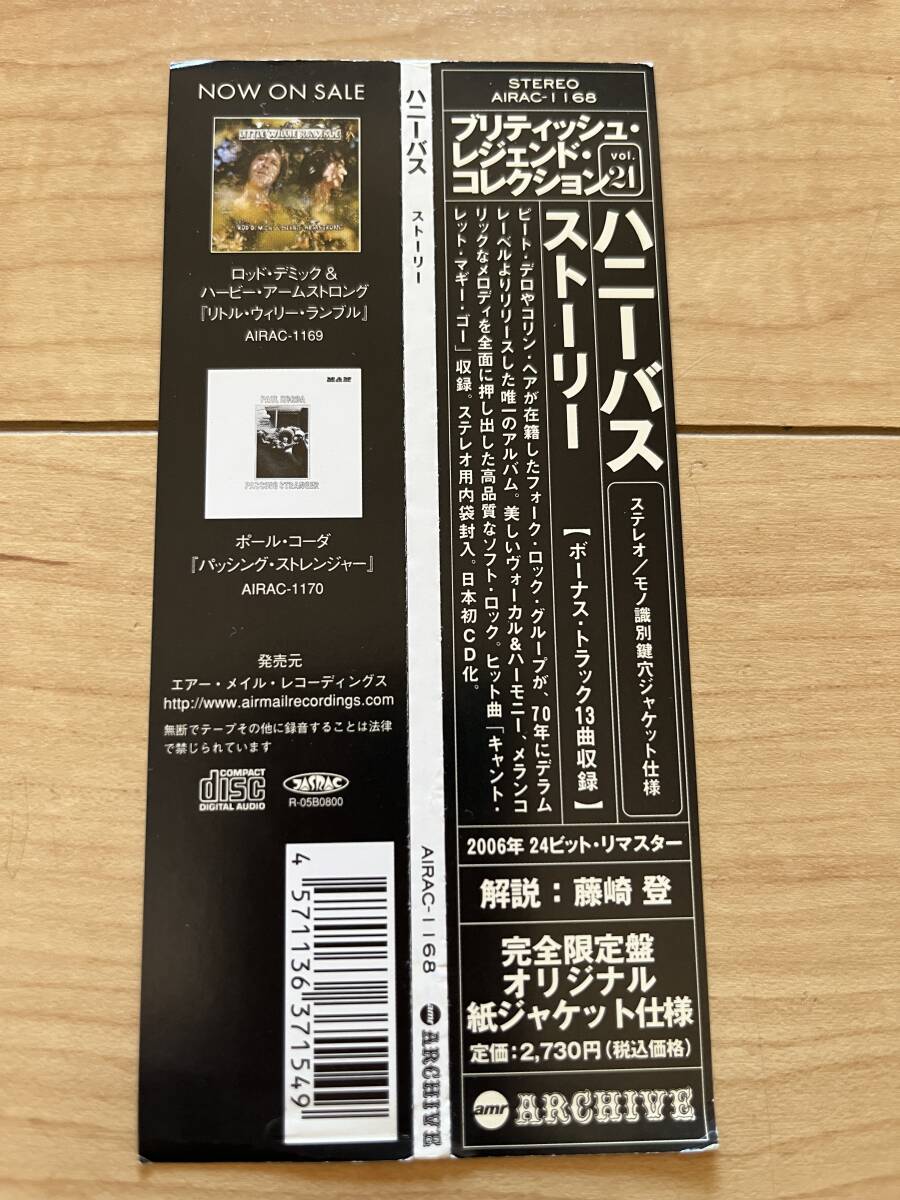 NOW ON SALE
ロッド・デミック&
ハービー・アームストロング
『リトル・ウィリー・ランブル』
AIRAC-1169
MAM
PAUL KORDA
PASSING STRANGER
ポール・コーダ
『パッシング・ストレンジャー』
AIRAC-1170
発売元
エアー・メイル・レコーディングス
http://www.airmailrecordings.com
無断でテープその他に録音することは法律
で禁じられています
COMPACT
disc
DIGITAL AUDIO
JASRAC
R-05B0800
4 571136 371549
ハニーバス ストーリー
AIRAC-1168
amr ARCHIVE
STEREO
AIRAC-1168
ブリティッシュ・
レジェンド・
コレクション
vol.
21
ハニーバス
ストーリー
ステレオ/モノ識別鍵穴ジャケット仕様
【ボーナス・トラック13曲収録】
ピート・デロやコリン・ヘアが在籍したフォーク・ロック・グループが、70年にデラム
レーベルよりリリースした唯一のアルバム。美しいヴォーカル&ハーモニー、メランコ
リックなメロディを全面に押し出した高品質なソフト・ロック。ヒット曲「キャント・
レット・マギー・ゴー」収録。ステレオ用内袋封入。日本初CD化。
2006年 24ビット・リマスター
解説:藤崎 登
完全限定盤
オリジナル
紙ジャケット仕様
定価:2,730円(税込価格)
amr ARCHIVE